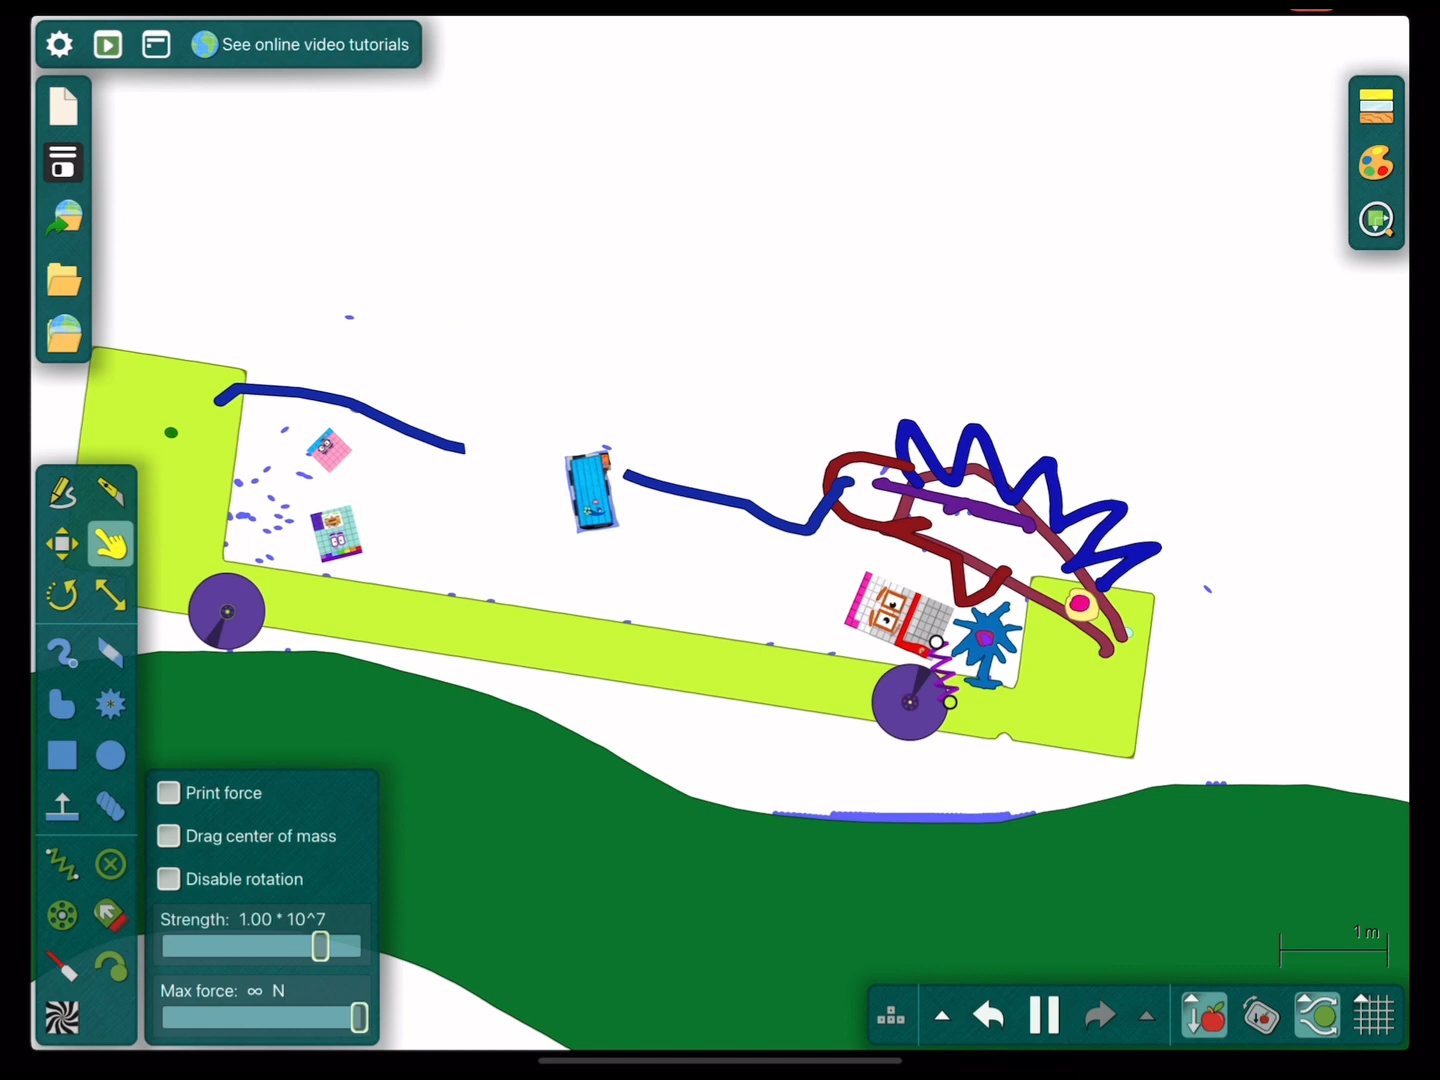 See online video tutorials
Print force
Drag center of mass
Disable rotation
Strength: 1.00 * 10^7
Max force: ∞ N
1 m